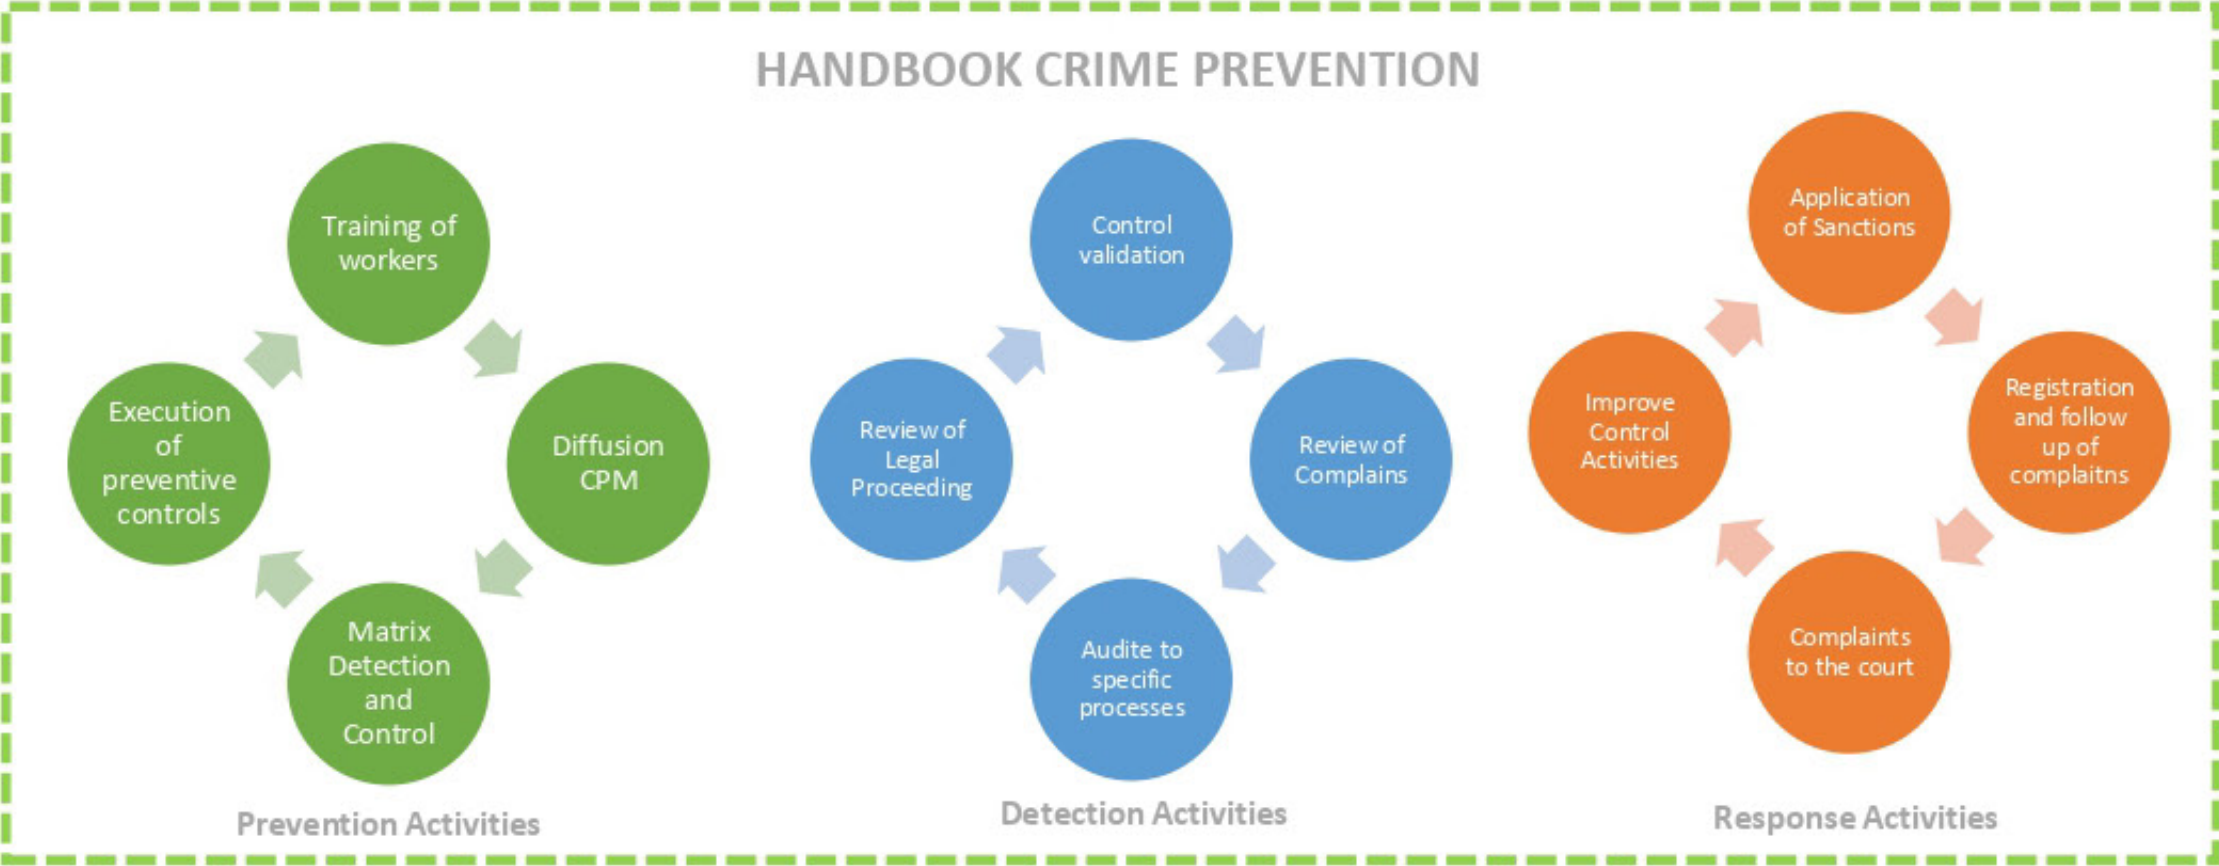 HANDBOOK CRIME PREVENTION
Training of
workers
Diffusion
CPM
Matrix
Detection
and
Control
Execution
of
preventive
controls
Prevention Activities
Control
validation
Review of
Complains
Audite to
specific
processes
Review of
Legal
Proceeding
Detection Activities
Application
of Sanctions
Registration
and follow
up of
complaitns
Complaints
to the court
Improve
Control
Activities
Response Activities